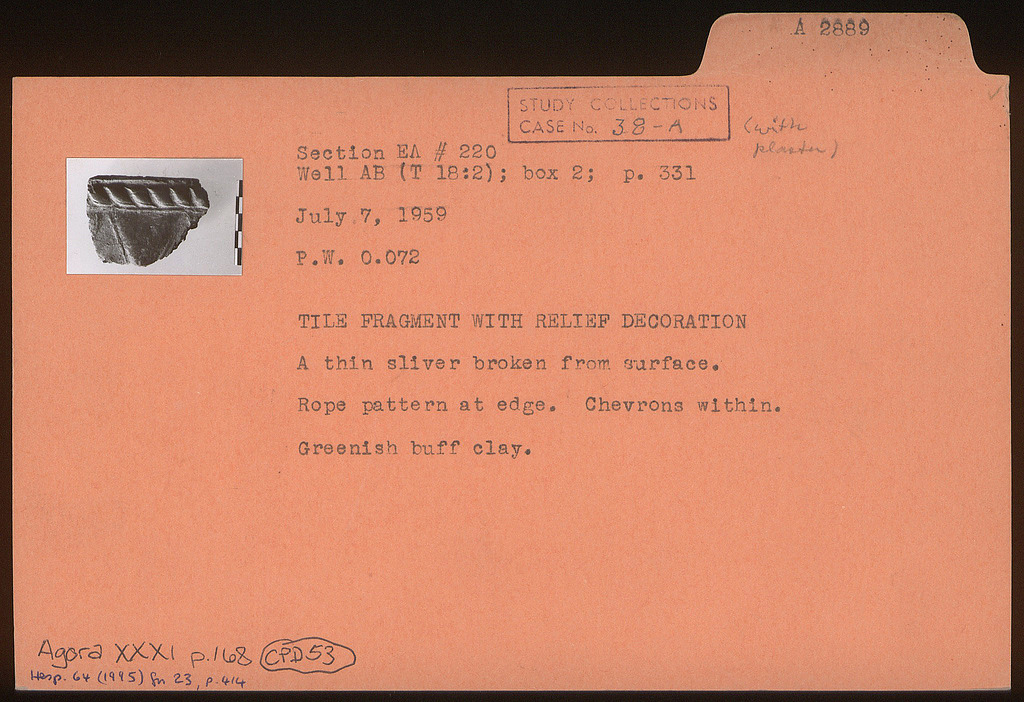 A 2889
STUDY COLLECTIONS
CASE No. 38-A
(with
plaster)
Section EA # 220
Well AB (T 18:2); box 2; p. 331
July 7, 1959
P.W. 0.072
TILE FRAGMENT WITH RELIEF DECORATION
A thin sliver broken from surface.
Rope pattern at edge. Chevrons within.
Greenish buff clay.
Agora XXXI p.168 CPD53
Hesp. 64 (1995) fn 23, p.414